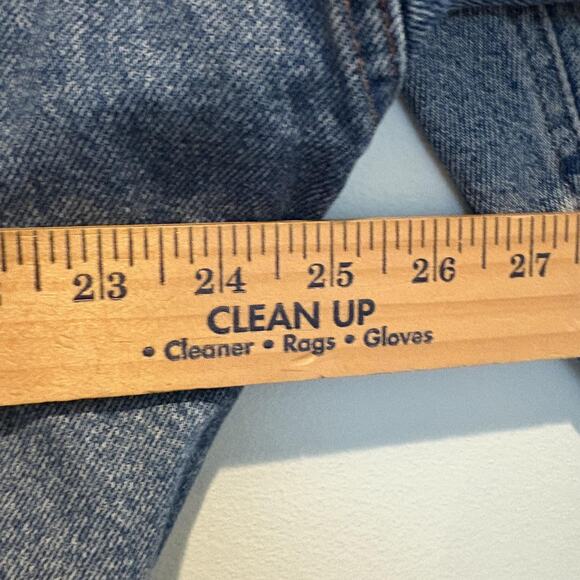 23 24 25 26 27
CLEAN UP
• Cleaner • Rags • Gloves